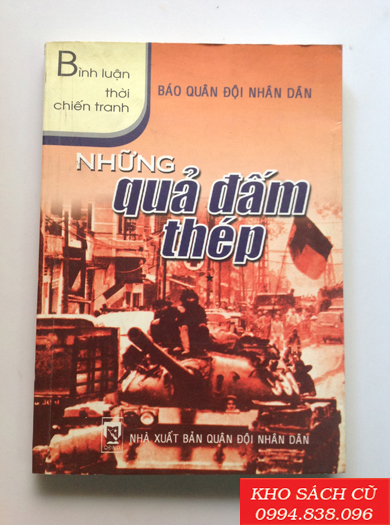 Bình luận
thời
chiến tranh
BÁO QUÂN ĐỘI NHÂN DÂN
NHỮNG
quả đấm
thép
NHÀ XUẤT BẢN QUÂN ĐỘI NHÂN DÂN
KHO SÁCH CŨ
0994.838.096